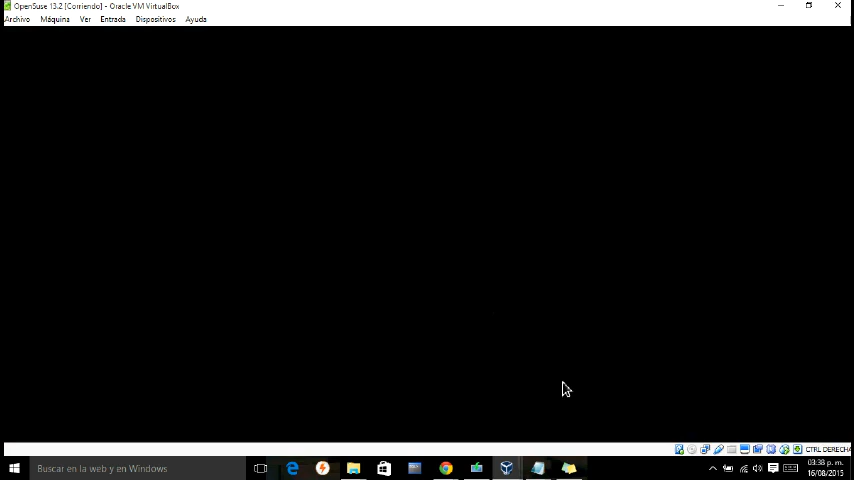 OpenSuse 13.2 [Corriendo] - Oracle VM VirtualBox
Archivo Máquina Ver Entrada Dispositivos Ayuda
CTRL DERECHA
Buscar en la web y en Windows
03:38 p. m.
16/08/2015